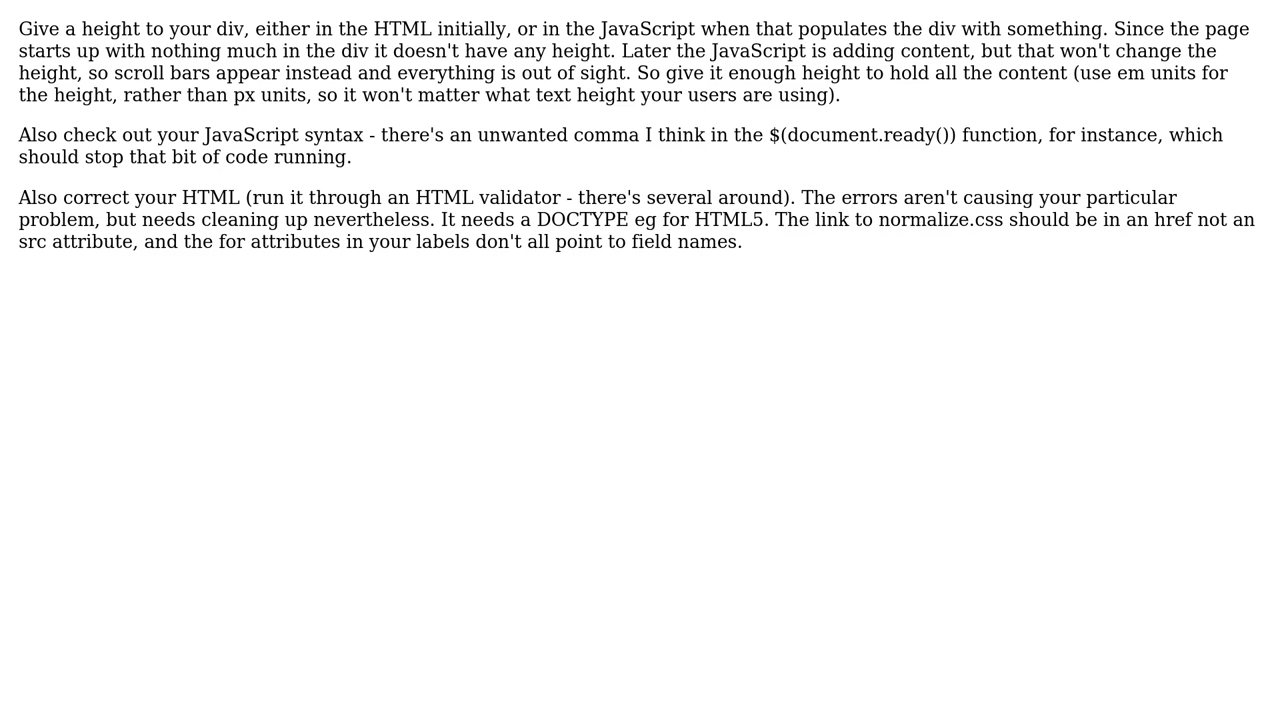 Give a height to your div, either in the HTML initially, or in the JavaScript when that populates the div with something. Since the page
starts up with nothing much in the div it doesn't have any height. Later the JavaScript is adding content, but that won't change the
height, so scroll bars appear instead and everything is out of sight. So give it enough height to hold all the content (use em units for
the height, rather than px units, so it won't matter what text height your users are using).
Also check out your JavaScript syntax - there's an unwanted comma I think in the $(document.ready()) function, for instance, which
should stop that bit of code running.
Also correct your HTML (run it through an HTML validator - there's several around). The errors aren't causing your particular
problem, but needs cleaning up nevertheless. It needs a DOCTYPE eg for HTML5. The link to normalize.css should be in an href not an
src attribute, and the for attributes in your labels don't all point to field names.